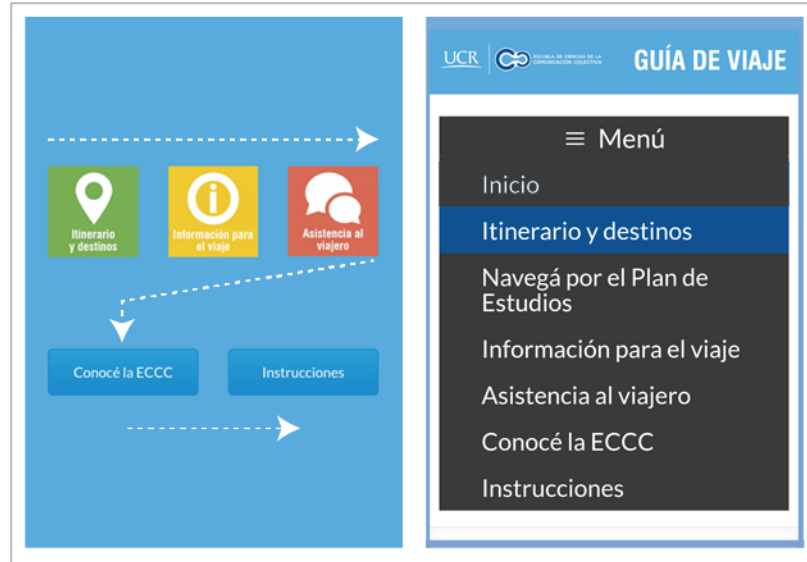 Itinerario
y destinos
Información para
el viaje
Asistencia al
viajero
Conocé la ECCC
Instrucciones
UCR
ESCUELA DE CIENCIAS DE LA
COMUNICACIÓN COLECTIVA
GUÍA DE VIAJE
Menú
Inicio
Itinerario y destinos
Navegá por el Plan de
Estudios
Información para el viaje
Asistencia al viajero
Conocé la ECCC
Instrucciones